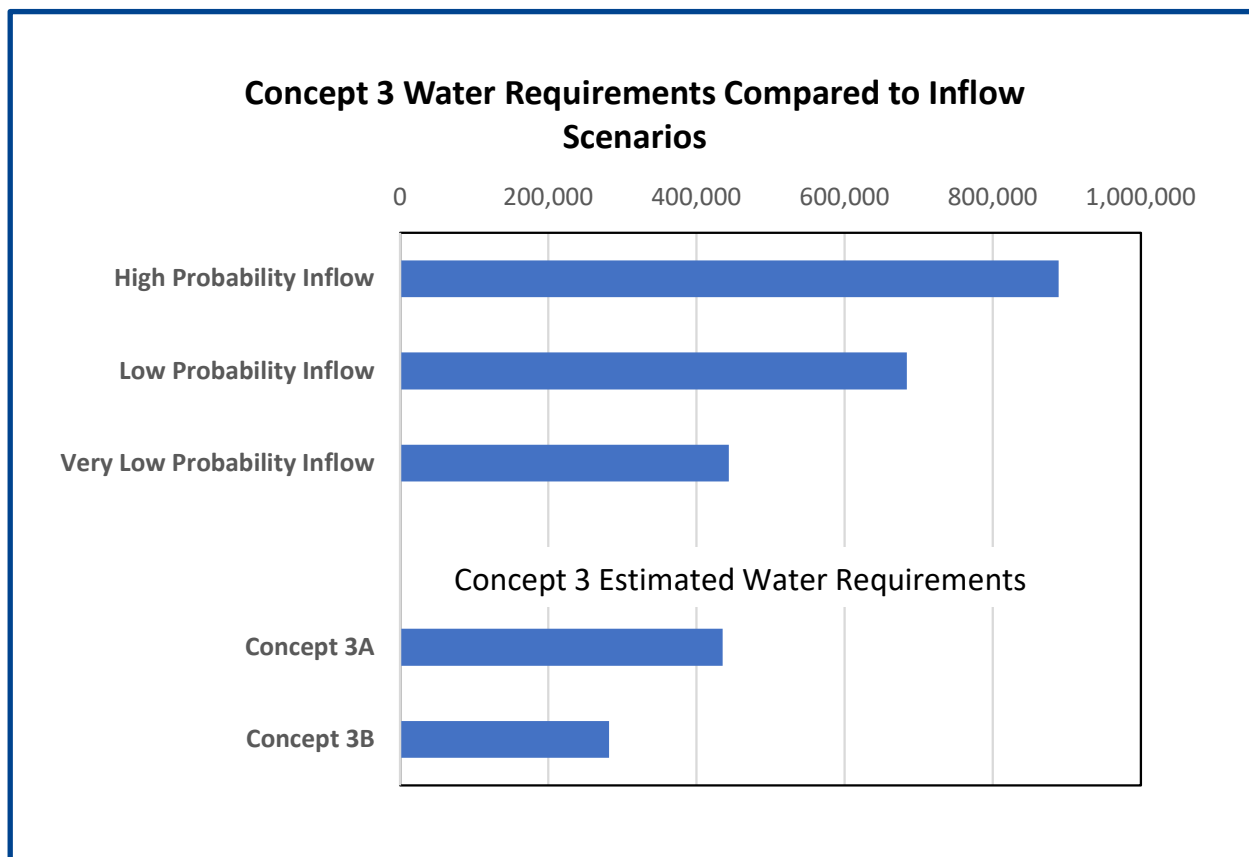 Concept 3 Water Requirements Compared to Inflow
Scenarios
0 200,000 400,000 600,000 800,000 1,000,000
High Probability Inflow
Low Probability Inflow
Very Low Probability Inflow
Concept 3 Estimated Water Requirements
Concept 3A
Concept 3B